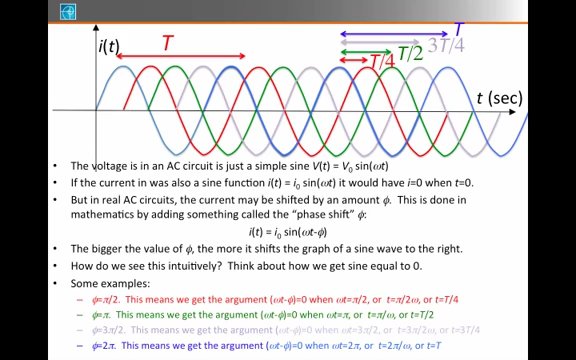 i(t)
T
T
3T/4
T/2
T/4
t (sec)
• The voltage is in an AC circuit is just a simple sine V(t) = V₀ sin(ωt)
• If the current in was also a sine function i(t) = i₀ sin(ωt) it would have i=0 when t=0.
• But in real AC circuits, the current may be shifted by an amount ϕ. This is done in
mathematics by adding something called the “phase shift” ϕ:
i(t) = i₀ sin(ωt-ϕ)
• The bigger the value of ϕ, the more it shifts the graph of a sine wave to the right.
• How do we see this intuitively? Think about how we get sine equal to 0.
• Some examples:
– ϕ=π/2. This means we get the argument (ωt-ϕ)=0 when ωt=π/2, or t=π/2ω, or t=T/4
– ϕ=π. This means we get the argument (ωt-ϕ)=0 when ωt=π, or t=π/ω, or t=T/2
– ϕ=3π/2. This means we get the argument (ωt-ϕ)=0 when ωt=3π/2, or t=3π/2ω, or t=3T/4
– ϕ=2π. This means we get the argument (ωt-ϕ)=0 when ωt=2π, or t=2π/ω, or t=T